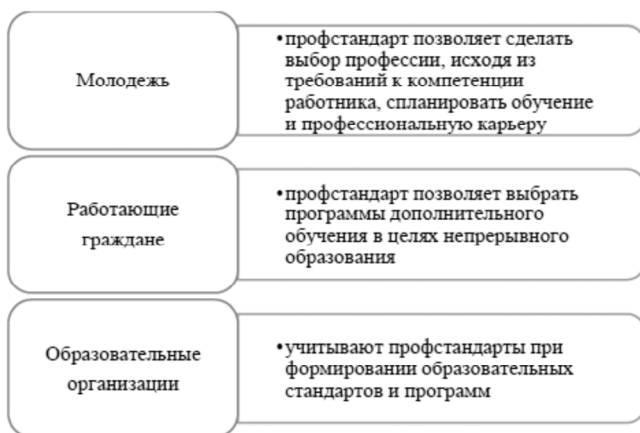 Молодежь
•профстандарт позволяет сделать
выбор профессии, исходя из
требований к компетенции
работника, спланировать обучение
и профессиональную карьеру
Работающие
граждане
•профстандарт позволяет выбрать
программы дополнительного
обучения в целях непрерывного
образования
Образовательные
организации
•учитывают профстандарты при
формировании образовательных
стандартов и программ